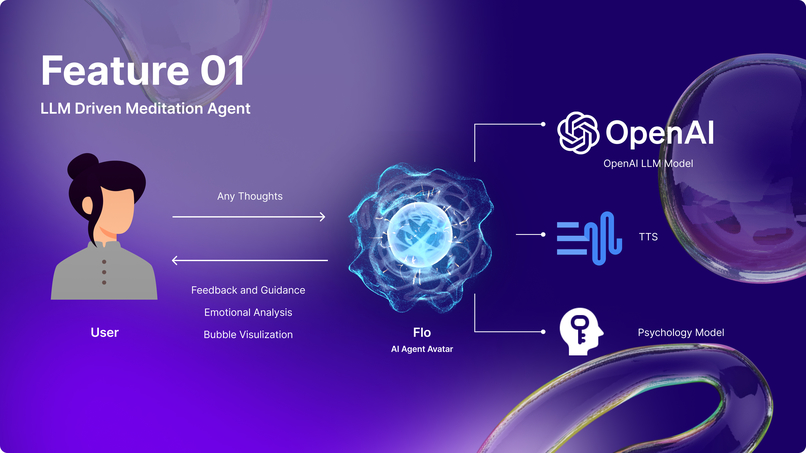 Feature 01
LLM Driven Meditation Agent
OpenAI
OpenAI LLM Model
Any Thoughts
TTS
Feedback and Guidance
Emotional Analysis
Bubble Visulization
User
Flo
AI Agent Avatar
Psychology Model